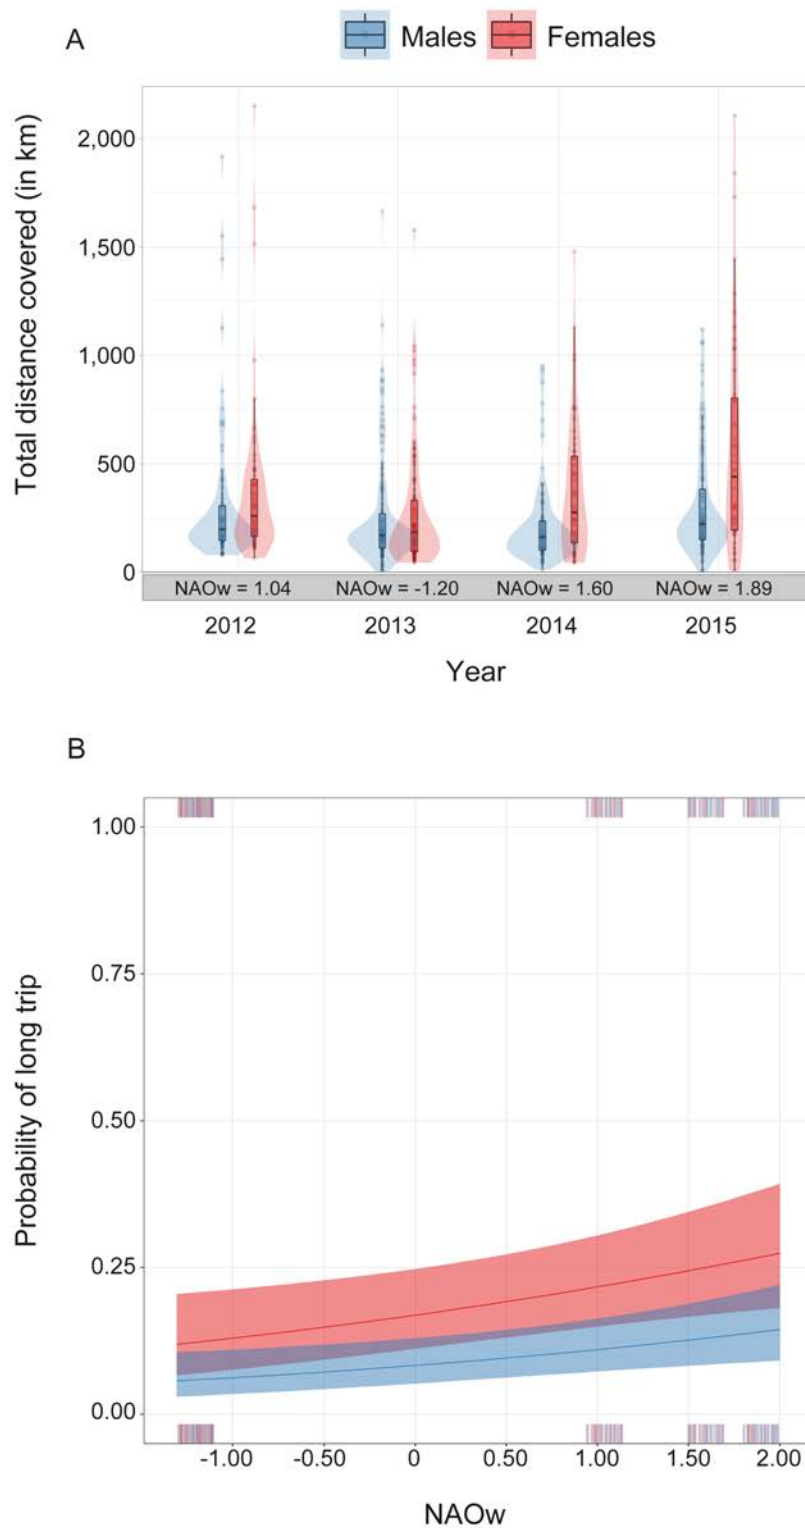 A
Males Females
Total distance covered (in km)
2,000
1,500
1,000
500
0
NAOw = 1.04 NAOw = -1.20 NAOw = 1.60 NAOw = 1.89
2012 2013 2014 2015
Year
B
Probability of long trip
1.00
0.75
0.50
0.25
0.00
-1.00 -0.50 0 0.50 1.00 1.50 2.00
NAOw